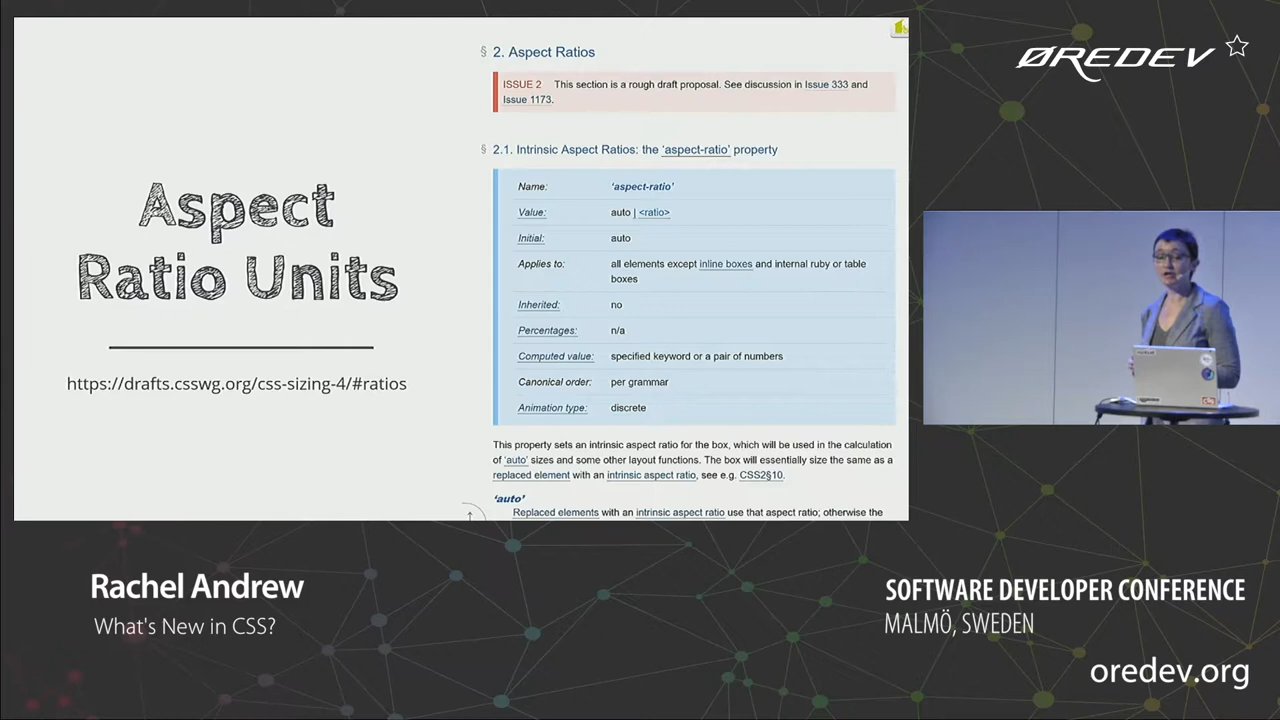 Aspect
Ratio Units
https://drafts.csswg.org/css-sizing-4/#ratios
§ 2. Aspect Ratios
ISSUE 2 This section is a rough draft proposal. See discussion in Issue 333 and
Issue 1173.
§ 2.1. Intrinsic Aspect Ratios: the ‘aspect-ratio’ property
Name: ‘aspect-ratio’
Value: auto | <ratio>
Initial: auto
Applies to: all elements except inline boxes and internal ruby or table
boxes
Inherited: no
Percentages: n/a
Computed value: specified keyword or a pair of numbers
Canonical order: per grammar
Animation type: discrete
This property sets an intrinsic aspect ratio for the box, which will be used in the calculation
of ‘auto’ sizes and some other layout functions. The box will essentially size the same as a
replaced element with an intrinsic aspect ratio, see e.g. CSS2§10.
‘auto’
Replaced elements with an intrinsic aspect ratio use that aspect ratio; otherwise the
ØREDEV
Rachel Andrew
What's New in CSS?
SOFTWARE DEVELOPER CONFERENCE
MALMÖ, SWEDEN
oredev.org